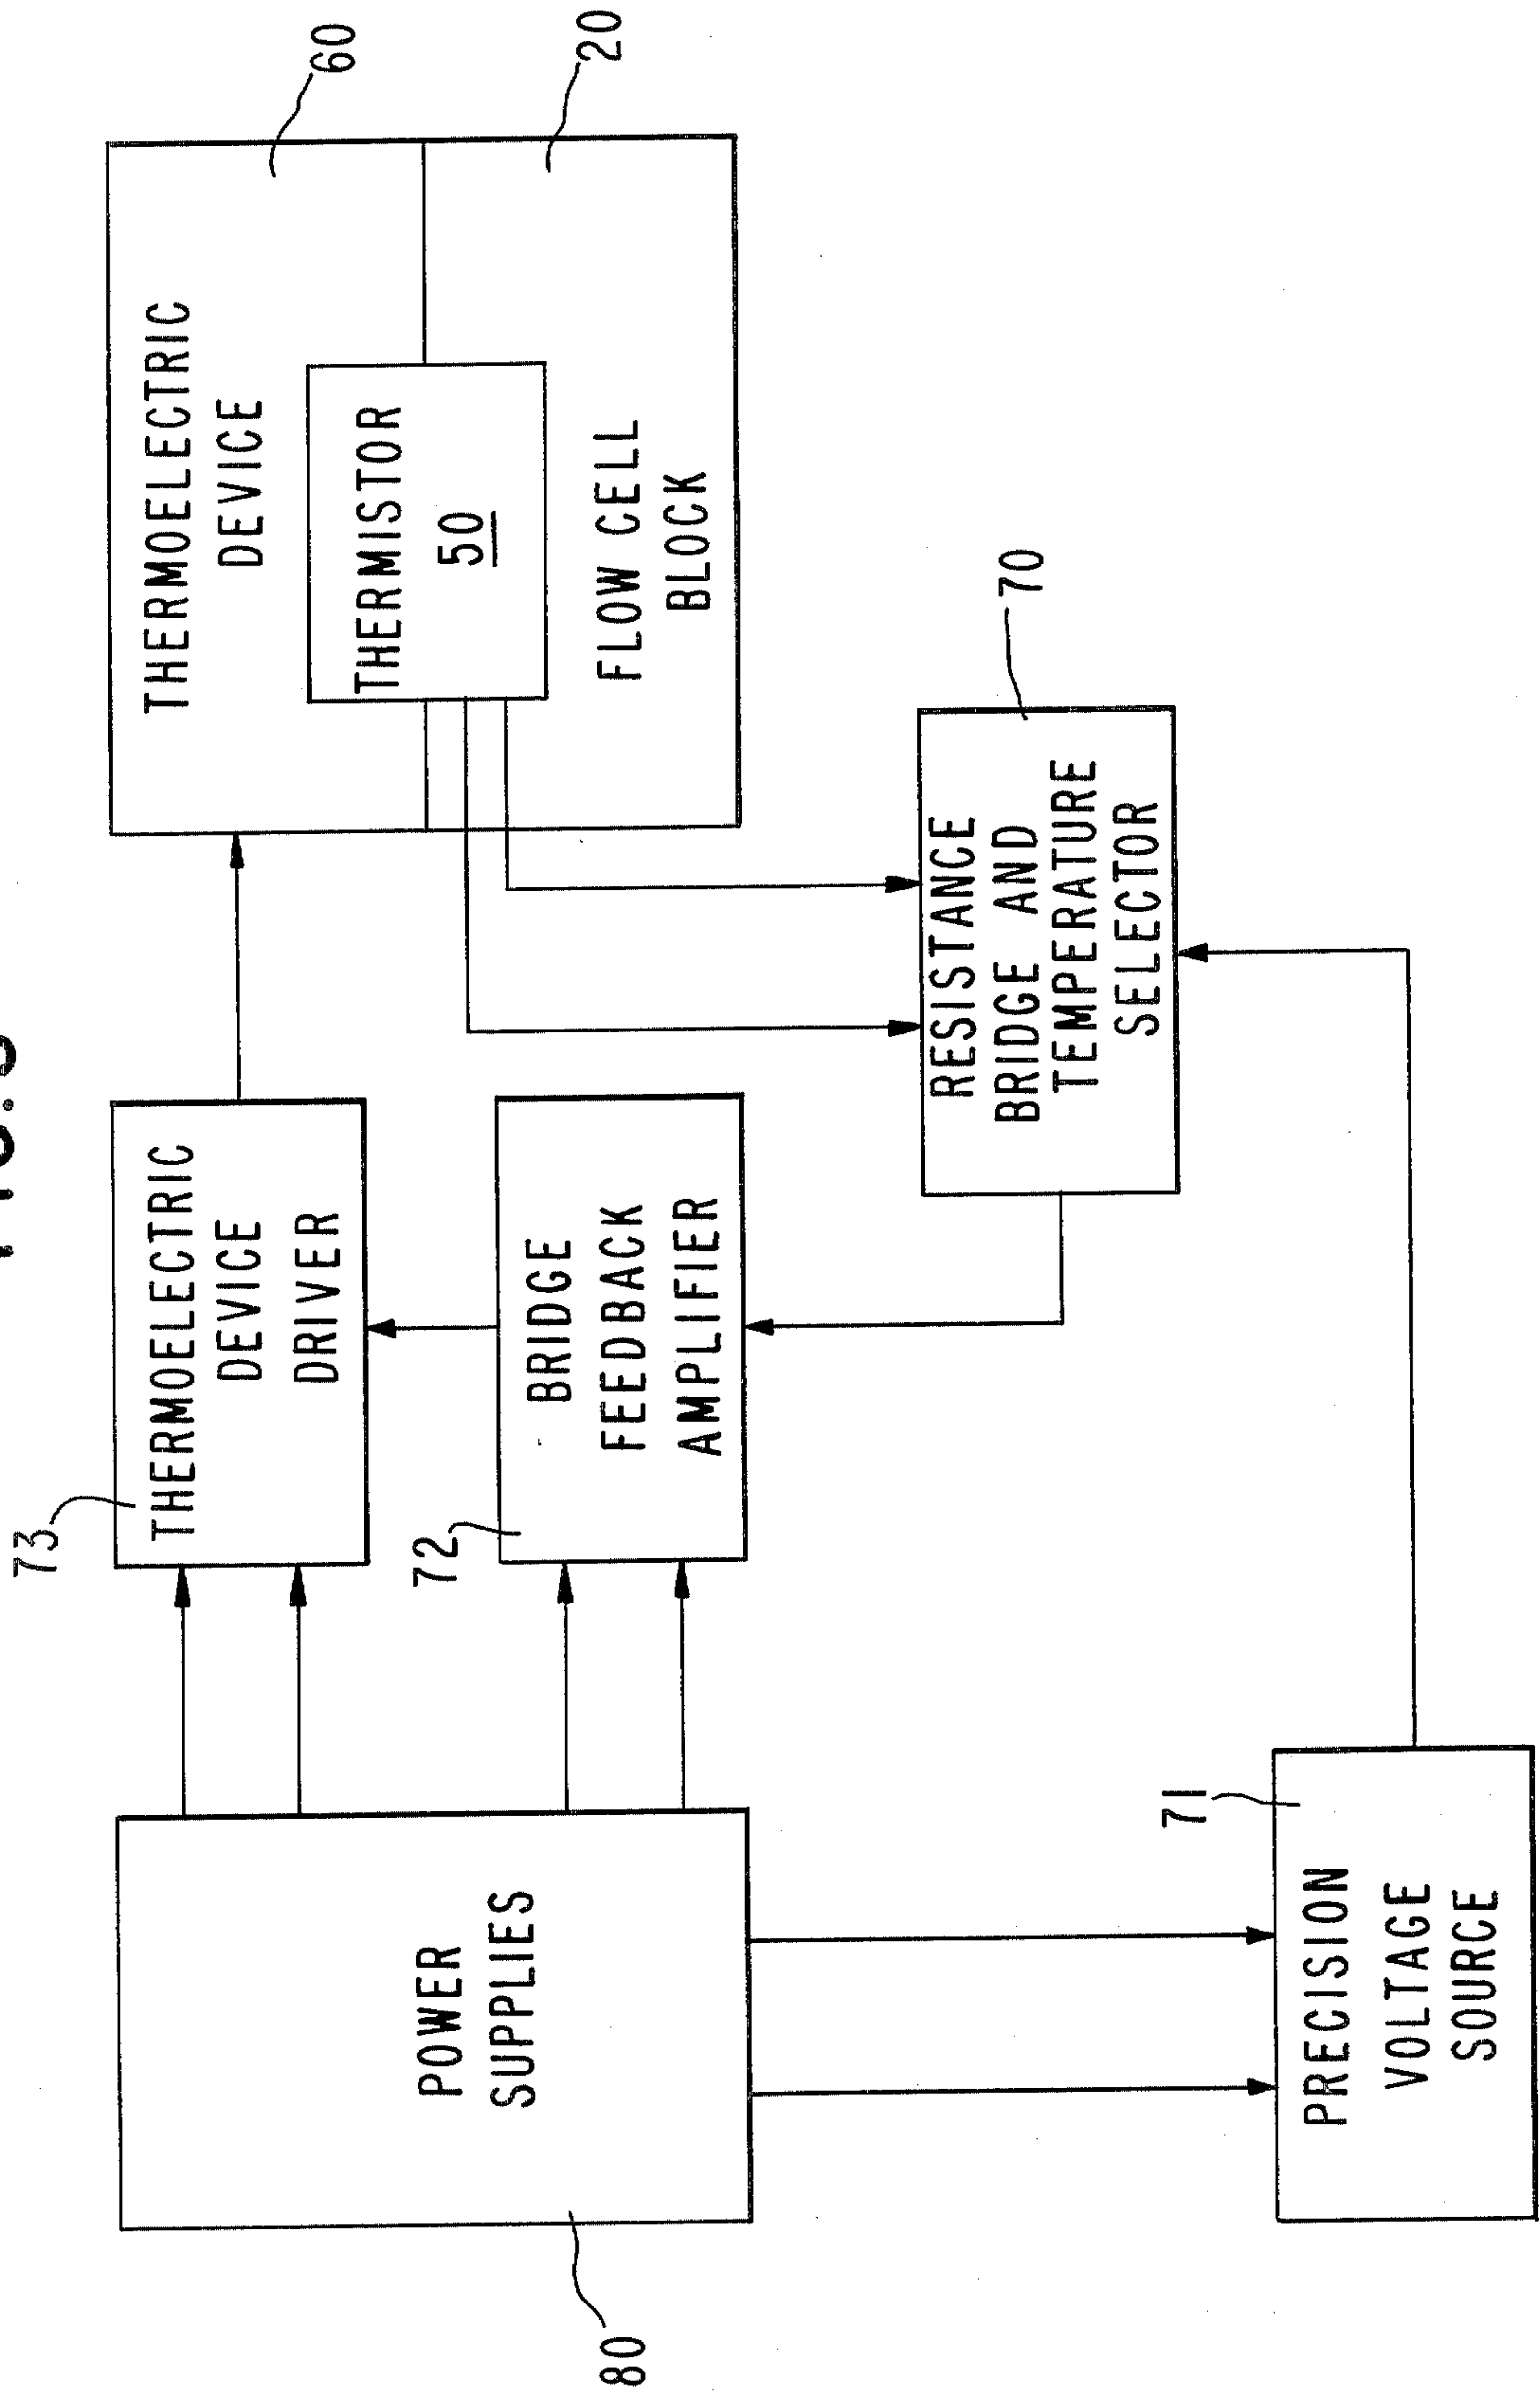 73
THERMOELECTRIC
DEVICE
DRIVER
THERMOELECTRIC
DEVICE
60
THERMISTOR
50
FLOW CELL
BLOCK
20
POWER
SUPPLIES
80
72
BRIDGE
FEEDBACK
AMPLIFIER
RESISTANCE
BRIDGE AND
TEMPERATURE
SELECTOR
70
71
PRECISION
VOLTAGE
SOURCE